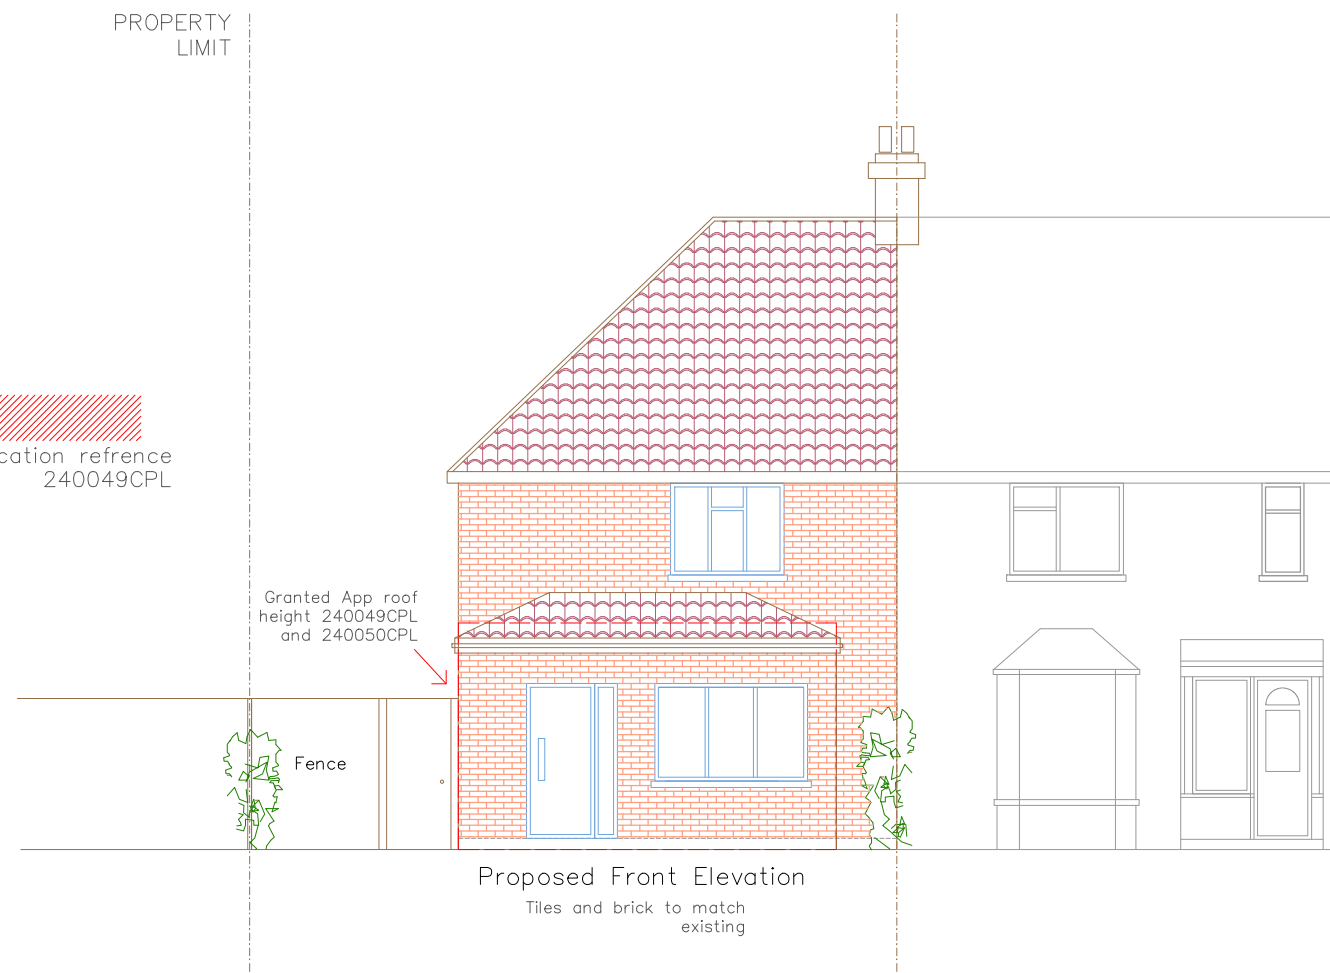 PROPERTY
LIMIT
refrence
240049CPL
Granted App roof
height 240049CPL
and 240050CPL
Fence
Proposed Front Elevation
Tiles and brick to match
existing